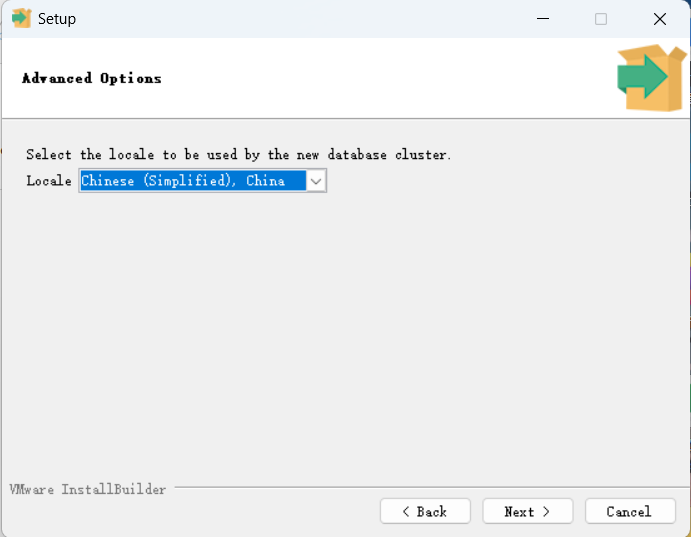 Setup
Advanced Options
Select the locale to be used by the new database cluster.
Locale Chinese (Simplified), China
VMware InstallBuilder
< Back Next > Cancel